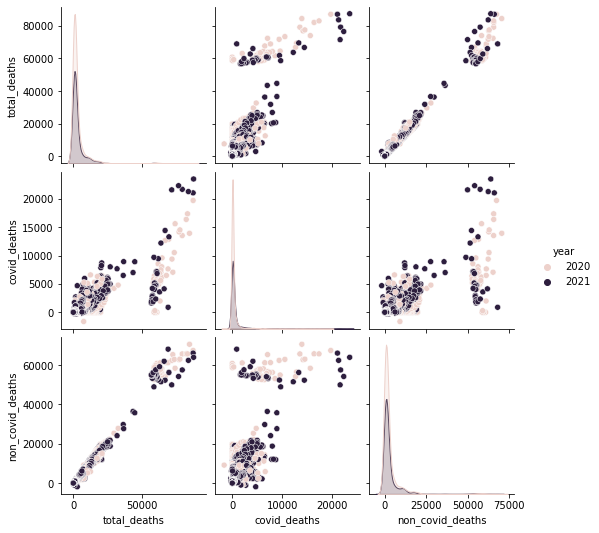 total_deaths
80000
60000
40000
20000
0
covid_deaths
20000
15000
10000
5000
0
year
2020
2021
non_covid_deaths
60000
40000
20000
0
0 50000
0 10000 20000
0 25000 50000 75000
total_deaths
covid_deaths
non_covid_deaths